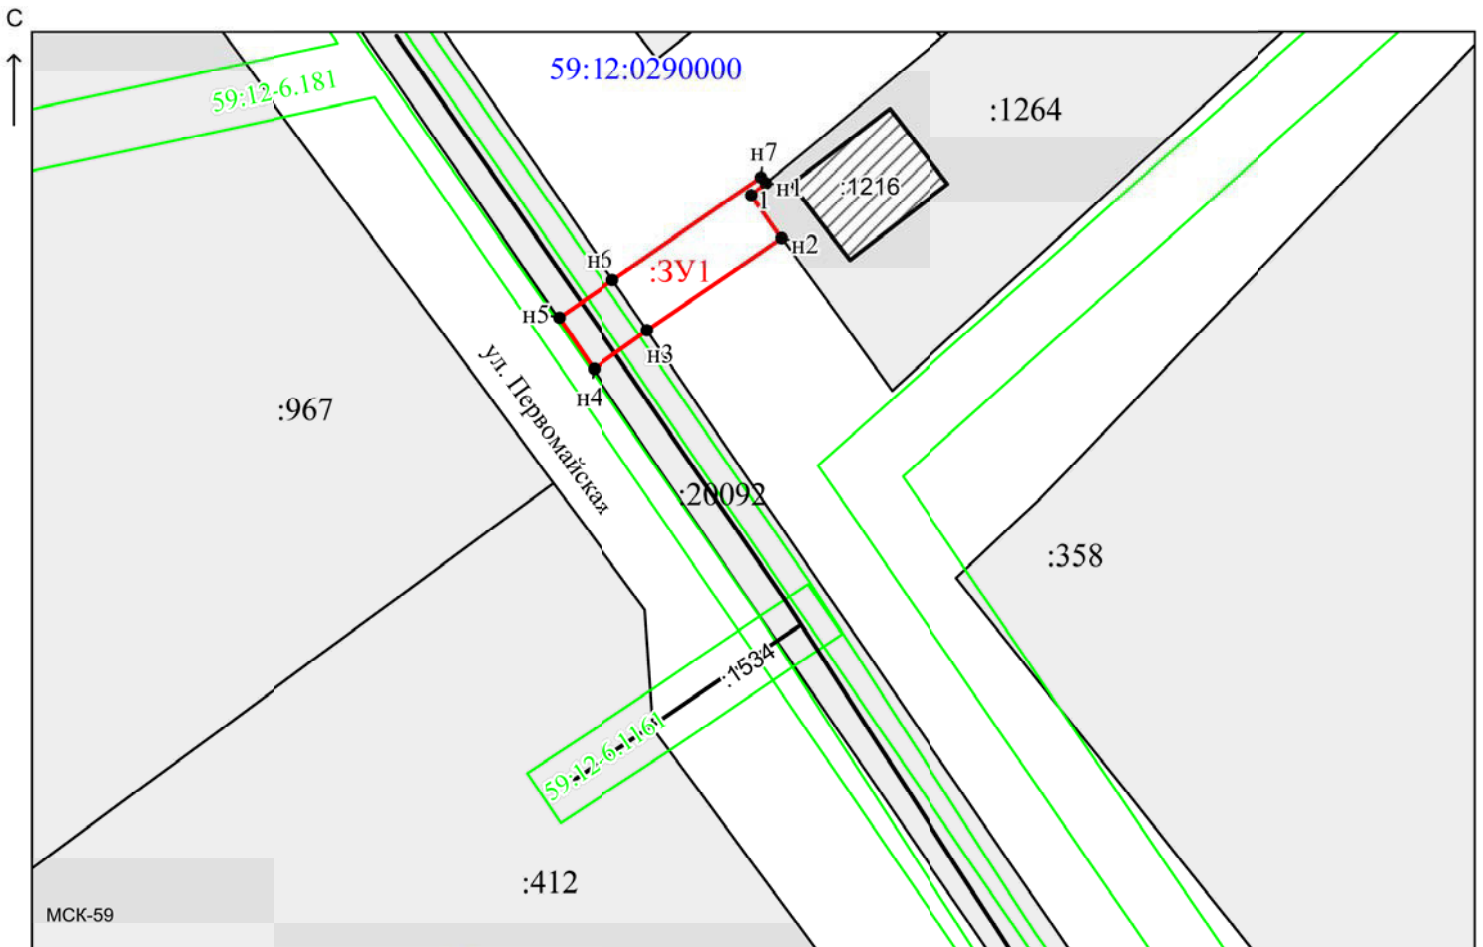 С
59:12:0290000
59:12-6.181
:1264
н7
н1
:1216
1
н2
н6
:ЗУ1
н5
н3
н4
ул. Первомайская
:967
:20092
:358
:1534
59:12-6.1161
:412
МСК-59